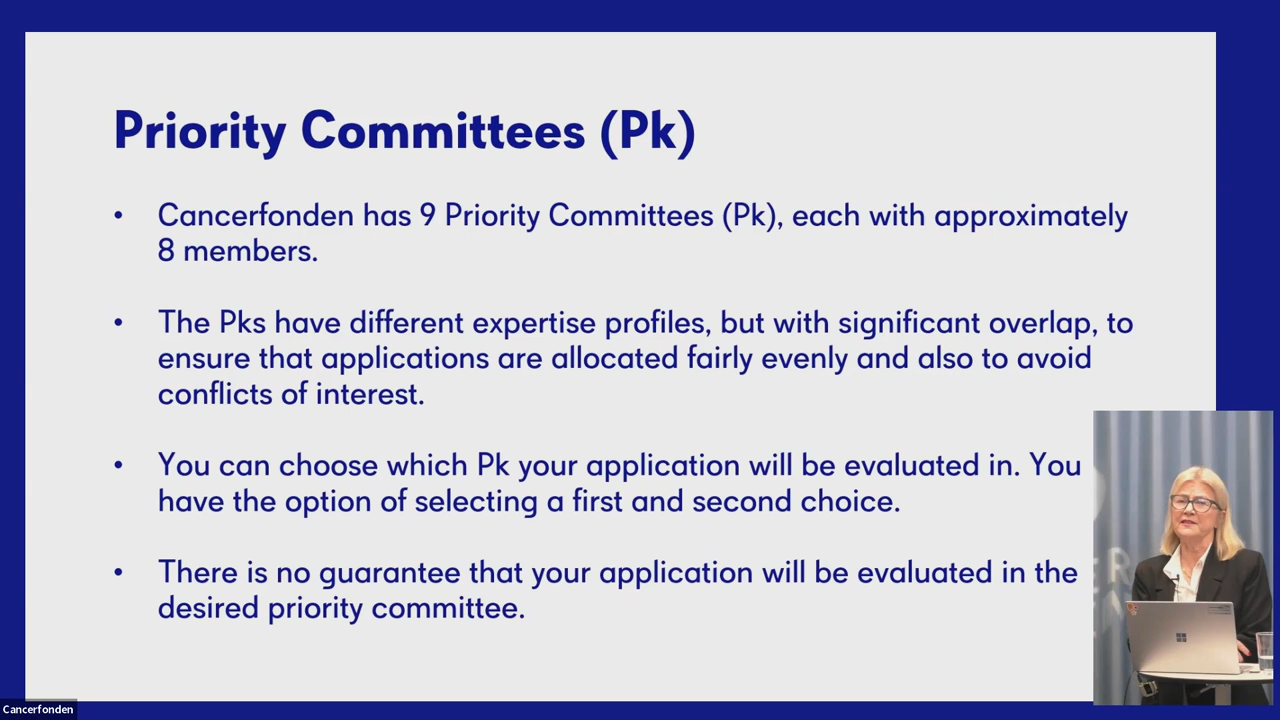 Priority Committees (Pk)
• Cancerfonden has 9 Priority Committees (Pk), each with approximately
8 members.
• The Pks have different expertise profiles, but with significant overlap, to
ensure that applications are allocated fairly evenly and also to avoid
conflicts of interest.
• You can choose which Pk your application will be evaluated in. You
have the option of selecting a first and second choice.
• There is no guarantee that your application will be evaluated in the
desired priority committee.
Cancerfonden